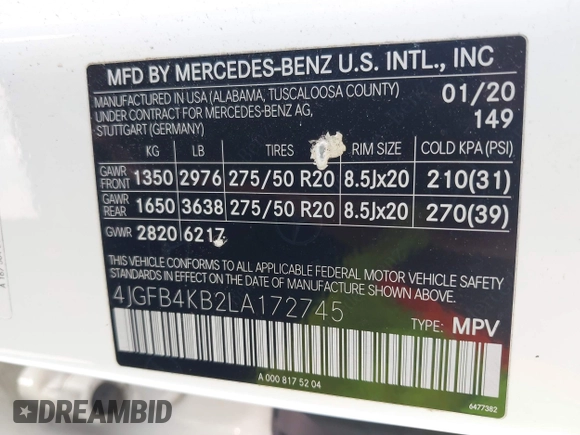 MFD BY MERCEDES-BENZ U.S. INTL., INC
MANUFACTURED IN USA (ALABAMA, TUSCALOOSA COUNTY) 01/20
UNDER CONTRACT FOR MERCEDES-BENZ AG, 149
STUTTGART (GERMANY)
KG LB TIRES RIM SIZE COLD KPA (PSI)
GAWR FRONT 1350 2976 275/50 R20 8.5Jx20 210(31)
GAWR REAR 1650 3638 275/50 R20 8.5Jx20 270(39)
GVWR 2820 6217
THIS VEHICLE CONFORMS TO ALL APPLICABLE FEDERAL MOTOR VEHICLE SAFETY
STANDARDS IN EFFECT ON THE DATE OF MANUFACTURE SHOWN ABOVE.
4JGFB4KB2LA172745
TYPE: MPV
A 000 817 52 04
6477382
DREAMBID